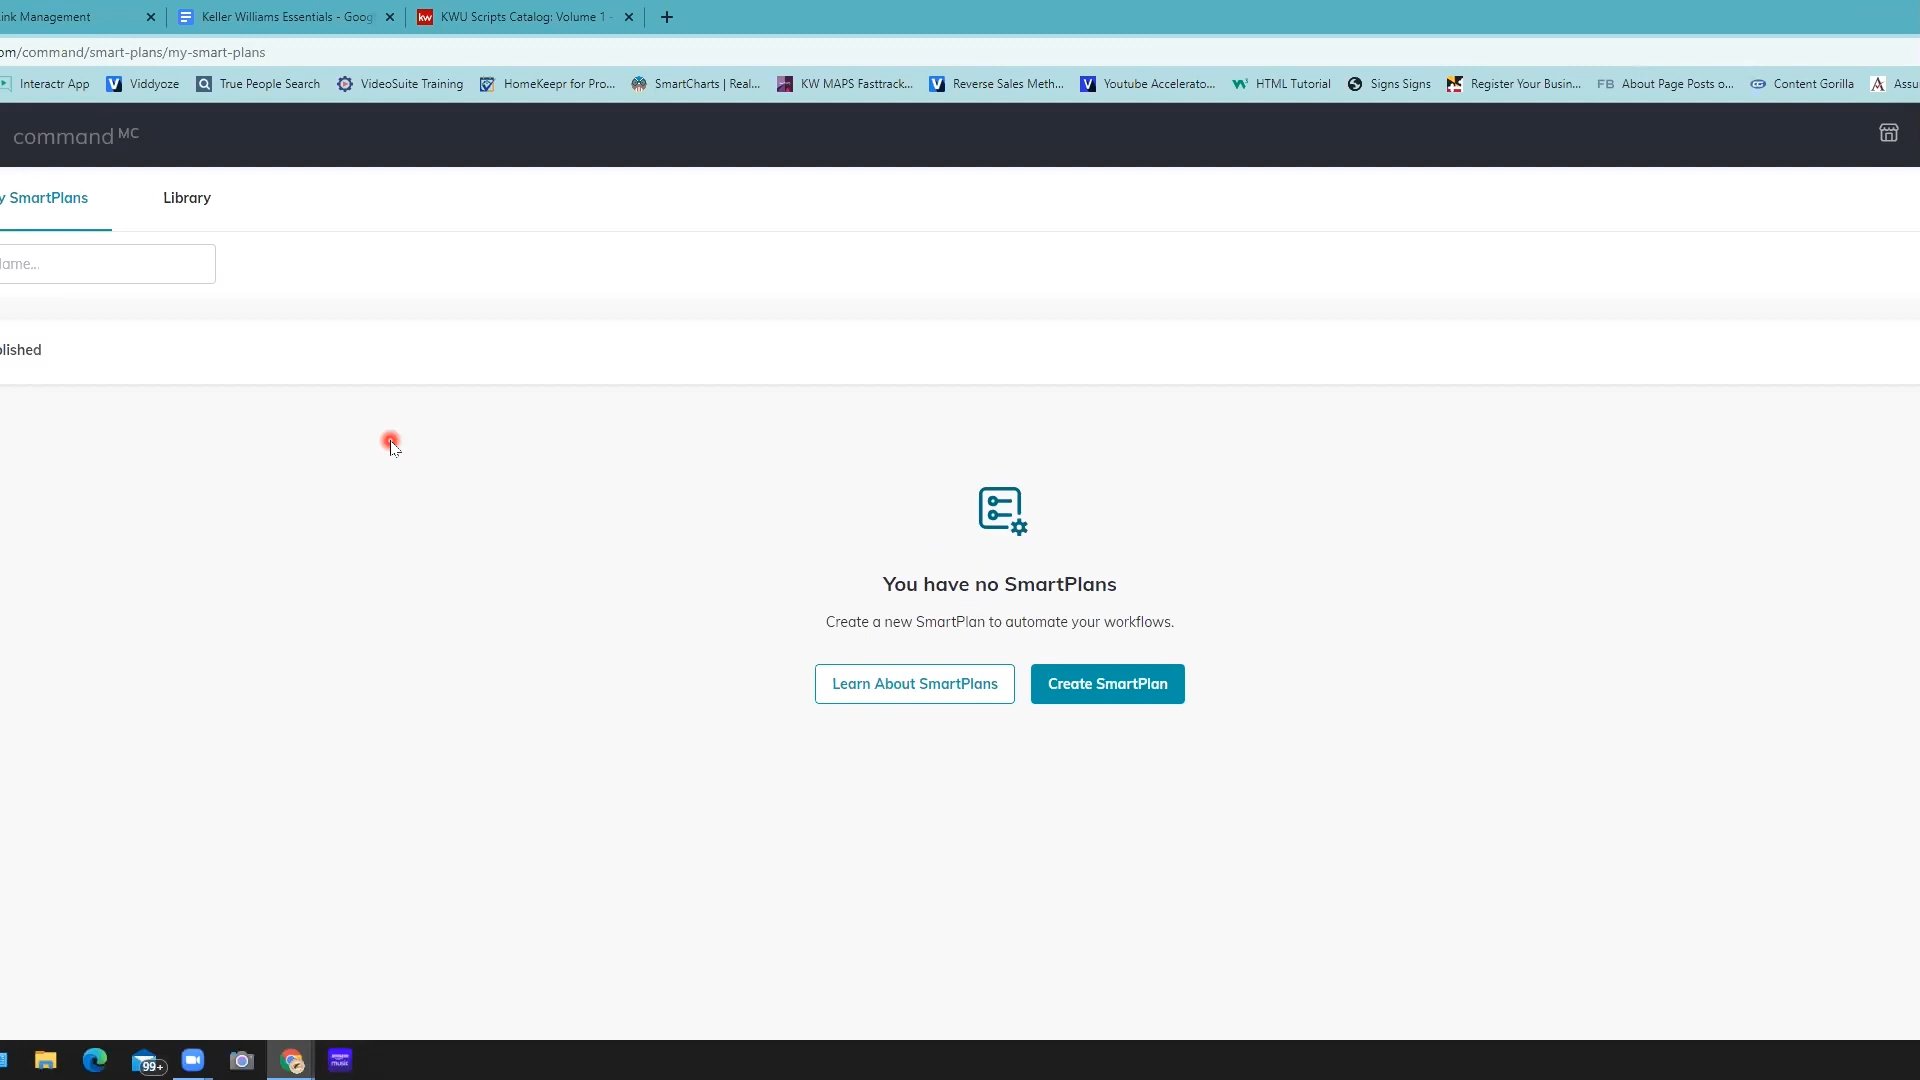 ink Management
Keller Williams Essentials - Goog
KWU Scripts Catalog: Volume 1 -
om/command/smart-plans/my-smart-plans
Interactr App
Viddyoze
True People Search
VideoSuite Training
HomeKeepr for Pro...
SmartCharts | Real...
KW MAPS Fasttrack...
Reverse Sales Meth...
Youtube Accelerato...
HTML Tutorial
Signs Signs
Register Your Busin...
FB About Page Posts o...
Content Gorilla
Assu
command MC
y SmartPlans
Library
ame...
lished
You have no SmartPlans
Create a new SmartPlan to automate your workflows.
Learn About SmartPlans
Create SmartPlan
99+